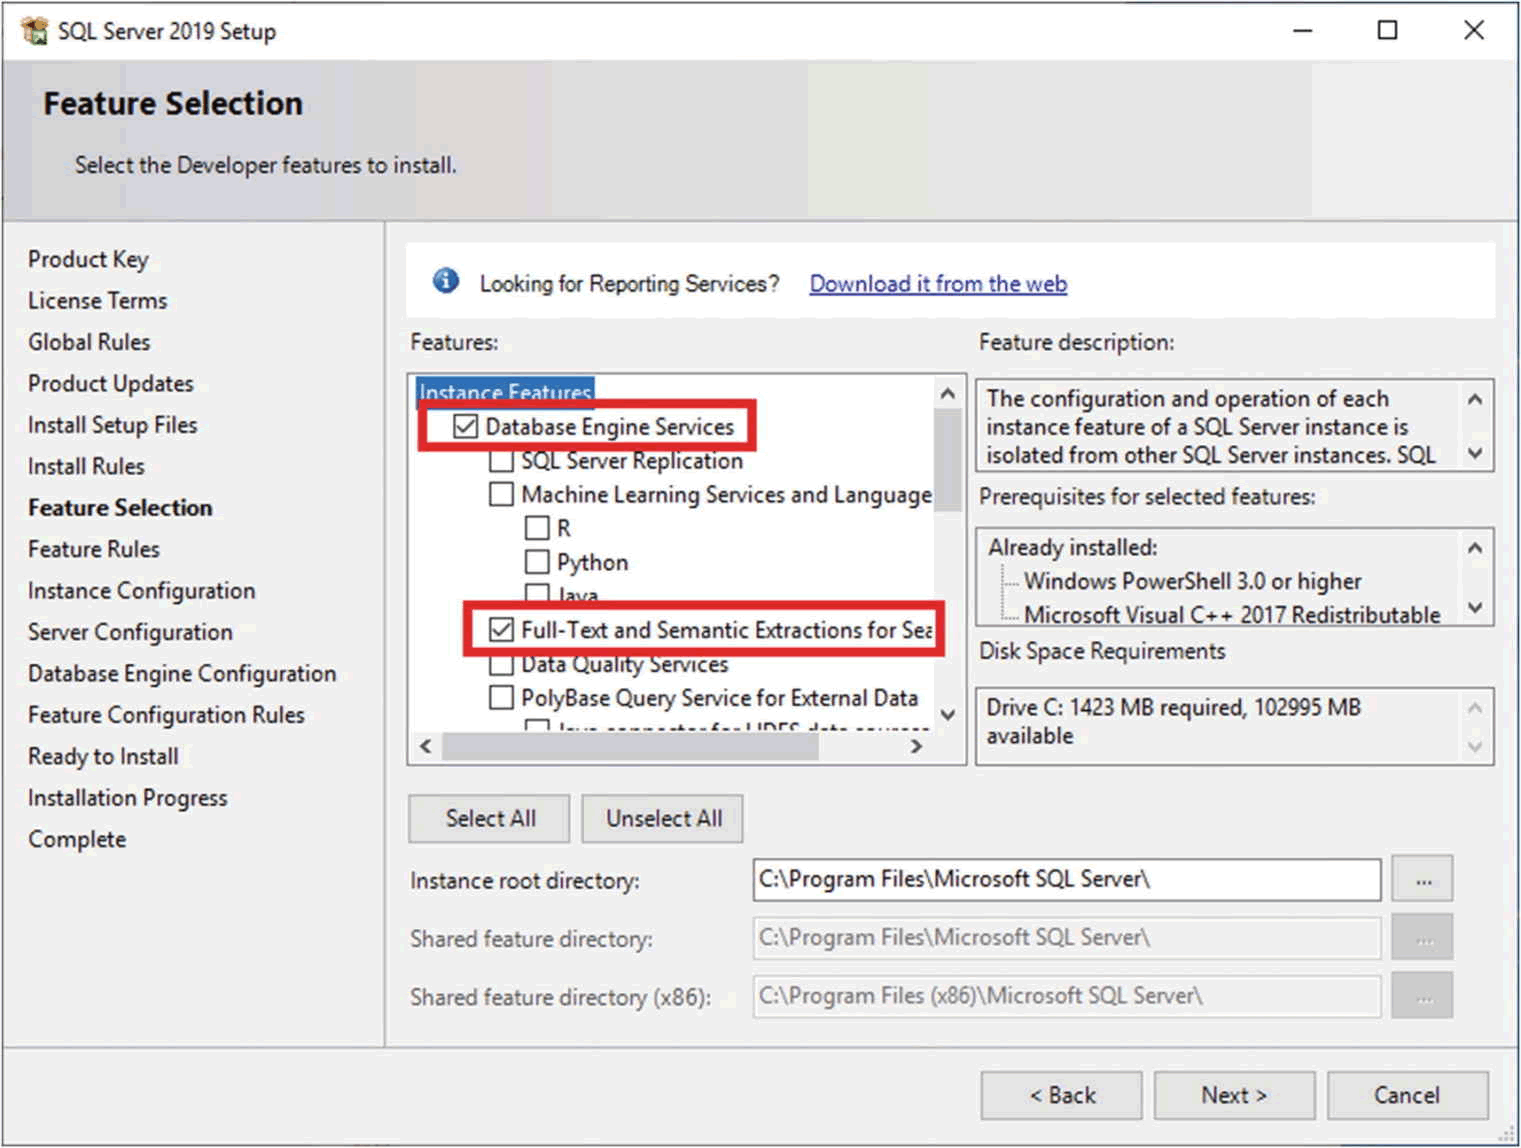 SQL Server 2019 Setup
Feature Selection
Select the Developer features to install.
Product Key
License Terms
Global Rules
Product Updates
Install Setup Files
Install Rules
Feature Selection
Feature Rules
Instance Configuration
Server Configuration
Database Engine Configuration
Feature Configuration Rules
Ready to Install
Installation Progress
Complete
Looking for Reporting Services? Download it from the web
Features:
Instance Features
Database Engine Services
SQL Server Replication
Machine Learning Services and Language
R
Python
Java
Full-Text and Semantic Extractions for Sea
Data Quality Services
PolyBase Query Service for External Data
Java connector for HDFS data sources
Select All
Unselect All
Feature description:
The configuration and operation of each
instance feature of a SQL Server instance is
isolated from other SQL Server instances. SQL
Prerequisites for selected features:
Already installed:
Windows PowerShell 3.0 or higher
Microsoft Visual C++ 2017 Redistributable
Disk Space Requirements
Drive C: 1423 MB required, 102995 MB
available
Instance root directory: C:\Program Files\Microsoft SQL Server\ ...
Shared feature directory: C:\Program Files\Microsoft SQL Server\ ...
Shared feature directory (x86): C:\Program Files (x86)\Microsoft SQL Server\ ...
< Back
Next >
Cancel